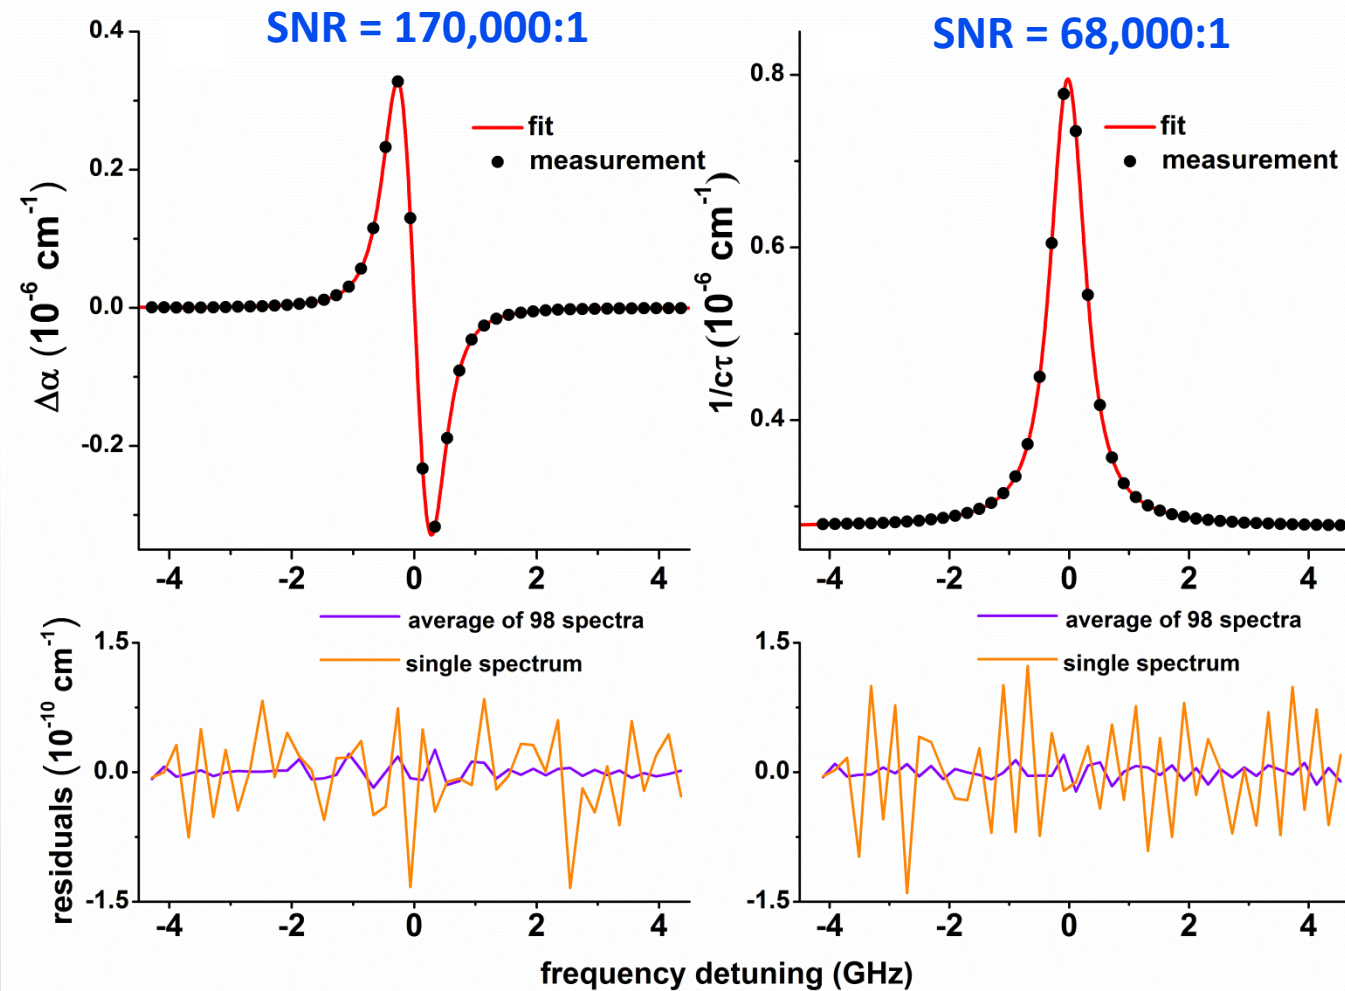 SNR = 170,000:1
SNR = 68,000:1
0.4
0.2
0.0
-0.2
Δα (10⁻⁶ cm⁻¹)
fit
measurement
-4
-2
0
2
4
0.8
0.6
0.4
1/cτ (10⁻⁶ cm⁻¹)
fit
measurement
-4
-2
0
2
4
average of 98 spectra
single spectrum
1.5
0.0
-1.5
residuals (10⁻¹⁰ cm⁻¹)
-4
-2
0
2
4
average of 98 spectra
single spectrum
1.5
0.0
-1.5
-4
-2
0
2
4
frequency detuning (GHz)